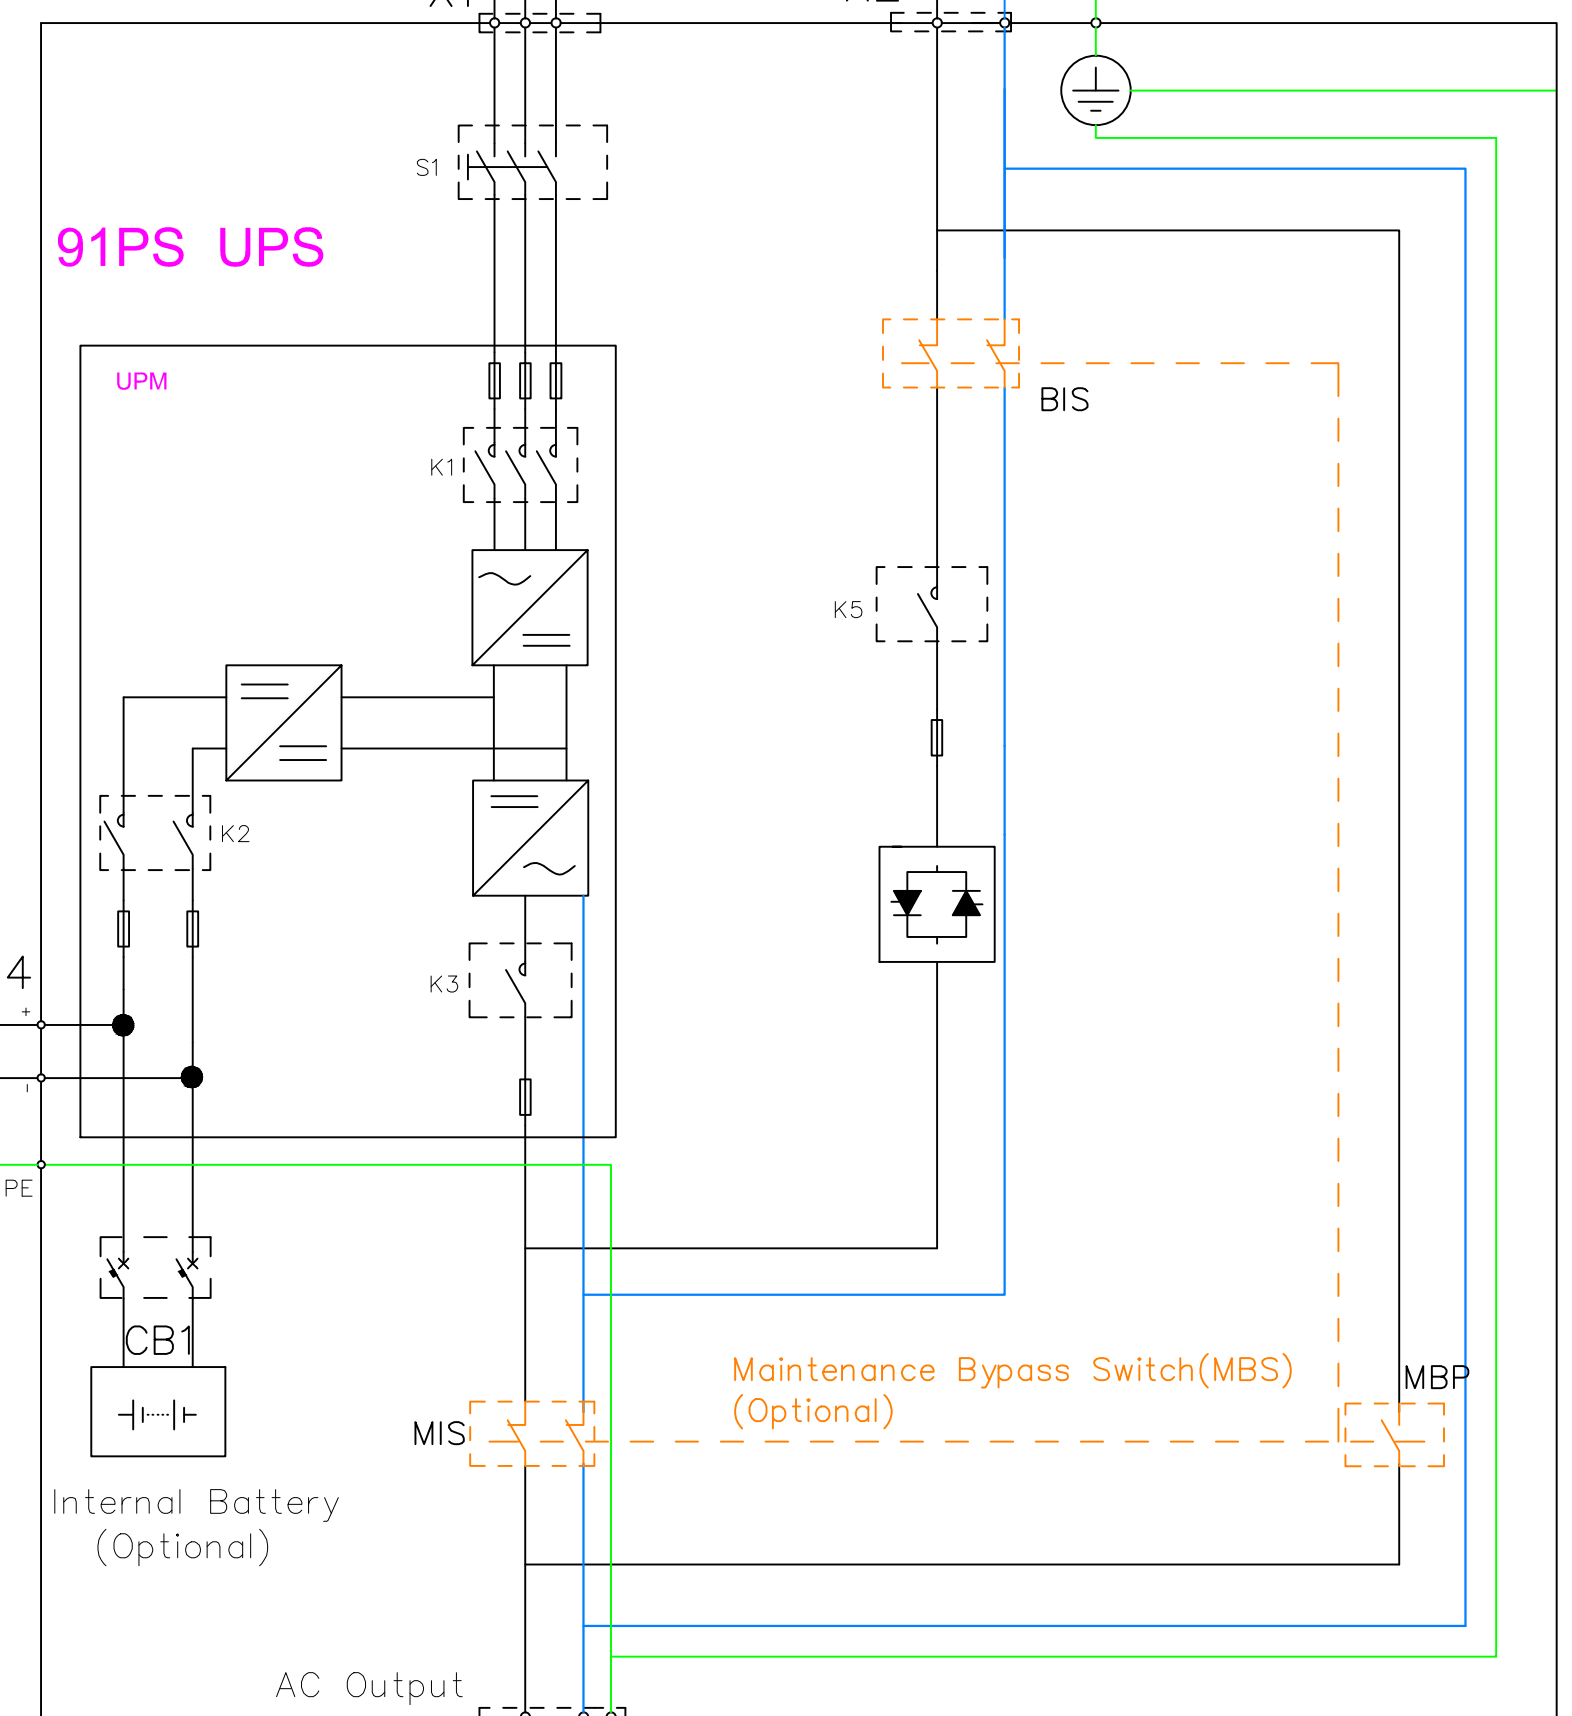 S1
91PS UPS
UPM
BIS
K1
K5
K2
4
K3
+
-
PE
CB1
Maintenance Bypass Switch(MBS)
(Optional)
MBP
MIS
Internal Battery
(Optional)
AC Output